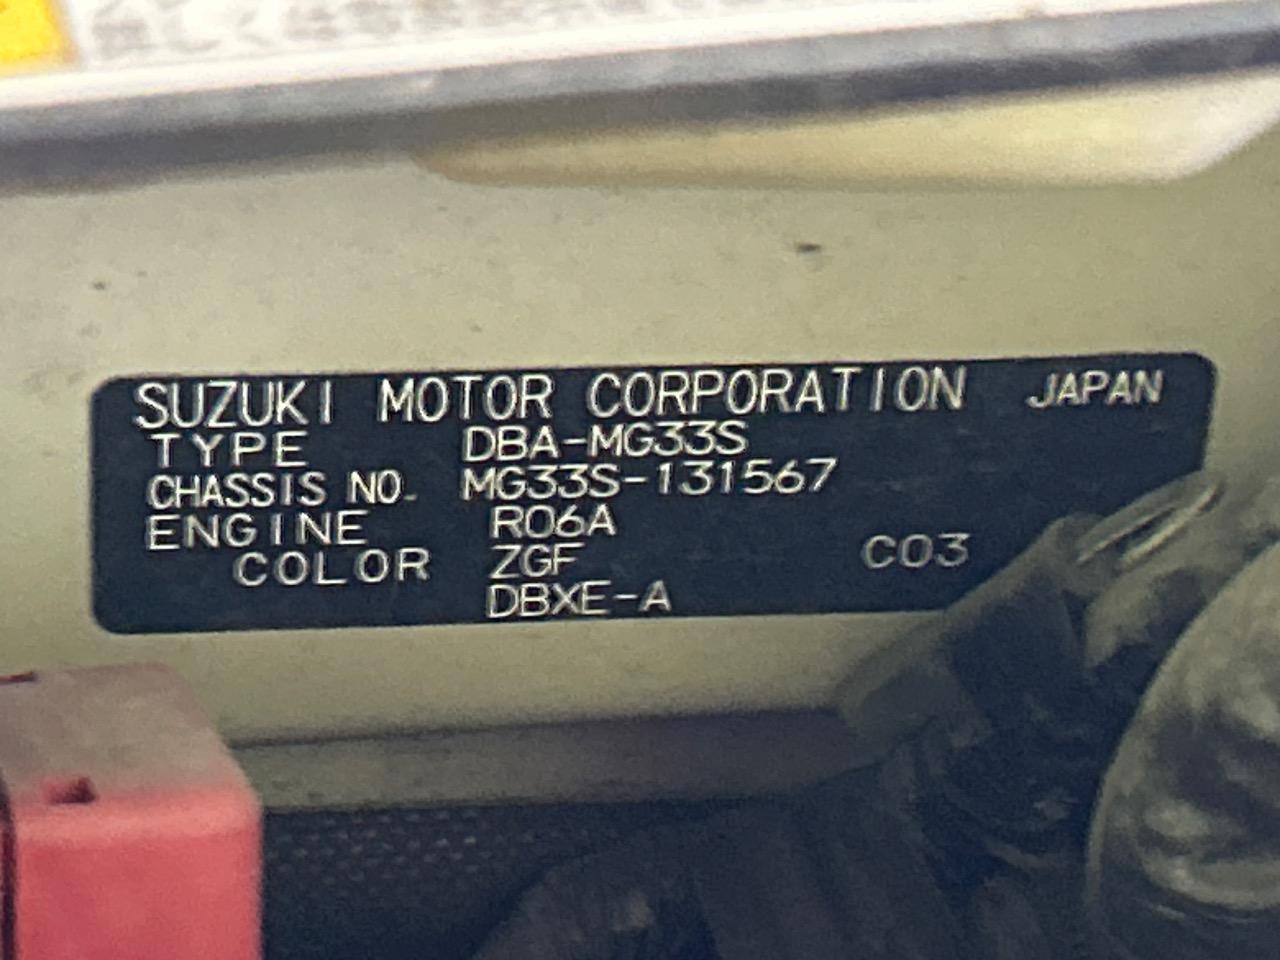 SUZUKI MOTOR CORPORATION JAPAN
TYPE DBA-MG33S
CHASSIS NO. MG33S-131567
ENGINE R06A
COLOR ZGF C03
DBXE-A